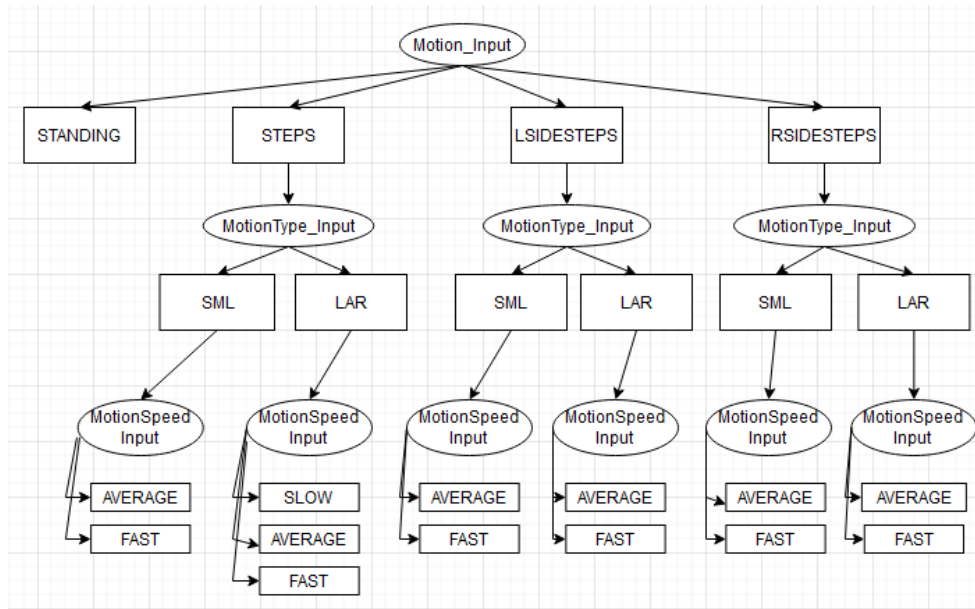 Motion_Input
STANDING
STEPS
LSIDESTEPS
RSIDESTEPS
MotionType_Input
MotionType_Input
MotionType_Input
SML
LAR
SML
LAR
SML
LAR
MotionSpeed
Input
MotionSpeed
Input
MotionSpeed
Input
MotionSpeed
Input
MotionSpeed
Input
MotionSpeed
Input
AVERAGE
SLOW
AVERAGE
AVERAGE
AVERAGE
AVERAGE
FAST
AVERAGE
FAST
FAST
FAST
FAST
FAST